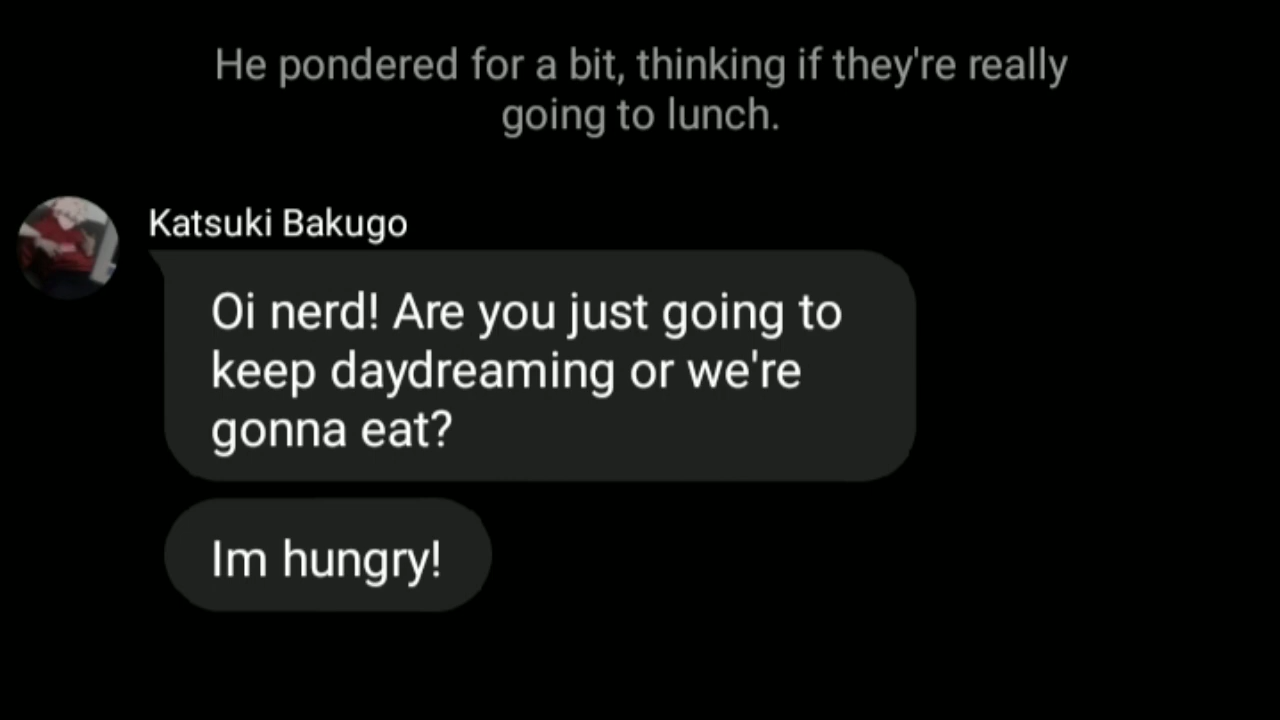 He pondered for a bit, thinking if they're really
going to lunch.
Katsuki Bakugo
Oi nerd! Are you just going to
keep daydreaming or we're
gonna eat?
Im hungry!